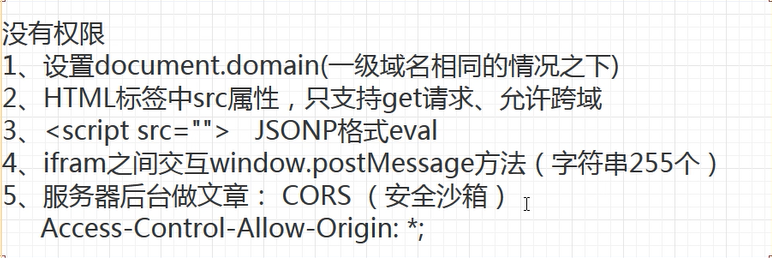 没有权限
1、设置document.domain(一级域名相同的情况之下)
2、HTML标签中src属性，只支持get请求、允许跨域
3、<script src="">   JSONP格式eval
4、ifram之间交互window.postMessage方法（字符串255个）
5、服务器后台做文章： CORS （安全沙箱）
Access-Control-Allow-Origin: *;